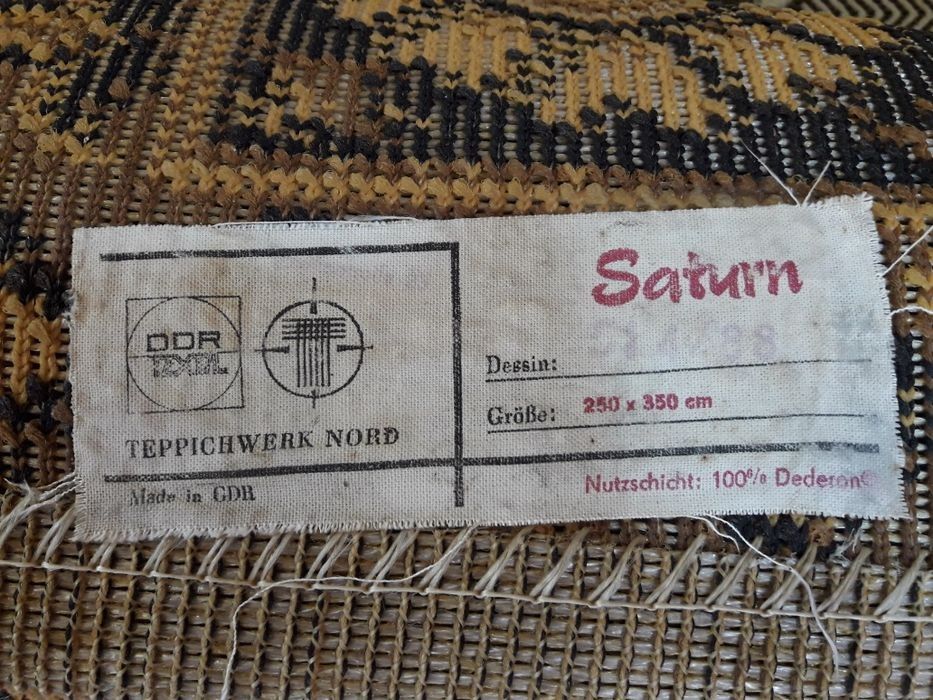 DDR
TEXTIL
TEPPICHWERK NORD
Made in GDR
Saturn
Dessin:
Größe: 250 x 350 cm
Nutzschicht: 100% Dederon©